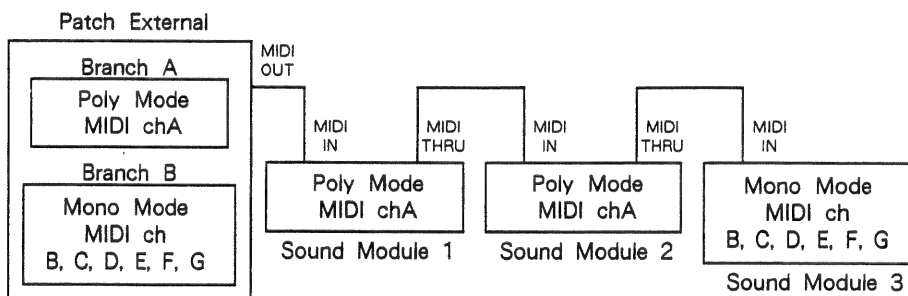 Patch External
MIDI
OUT
Branch A
Poly Mode
MIDI chA
Branch B
Mono Mode
MIDI ch
B, C, D, E, F, G
MIDI
IN
MIDI
THRU
Poly Mode
MIDI chA
Sound Module 1
MIDI
IN
MIDI
THRU
Poly Mode
MIDI chA
Sound Module 2
MIDI
IN
Mono Mode
MIDI ch
B, C, D, E, F, G
Sound Module 3